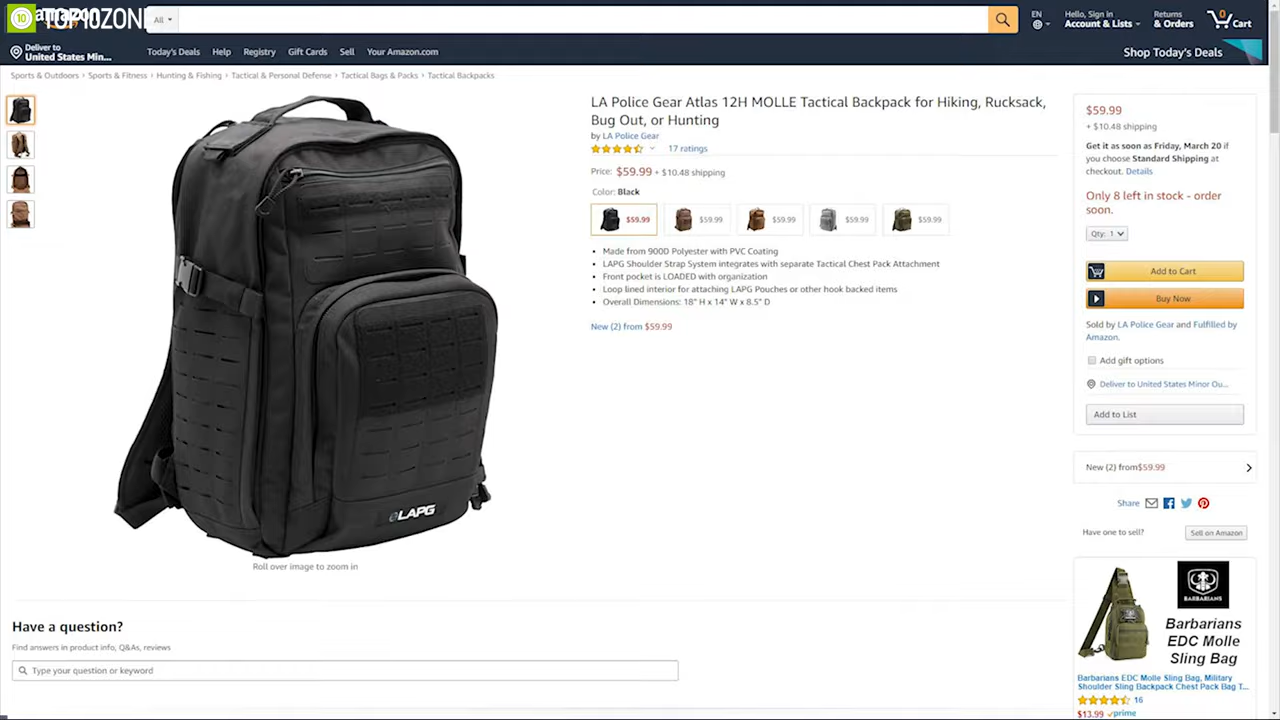 10 TOP10ZONE
All
EN
Hello, Sign in
Account & Lists
Returns
& Orders
0
Cart
Deliver to
United States Min...
Today's Deals Help Registry Gift Cards Sell Your Amazon.com
Shop Today's Deals
Sports & Outdoors › Sports & Fitness › Hunting & Fishing › Tactical & Personal Defense › Tactical Bags & Packs › Tactical Backpacks
LA Police Gear Atlas 12H MOLLE Tactical Backpack for Hiking, Rucksack,
Bug Out, or Hunting
by LA Police Gear
17 ratings
Price: $59.99 + $10.48 shipping
Color: Black
$59.99 $59.99 $59.99 $59.99 $59.99
• Made from 900D Polyester with PVC Coating
• LAPG Shoulder Strap System integrates with separate Tactical Chest Pack Attachment
• Front pocket is LOADED with organization
• Loop lined interior for attaching LAPG Pouches or other hook backed items
• Overall Dimensions: 18" H x 14" W x 8.5" D
New (2) from $59.99
LAPG
Roll over image to zoom in
$59.99
+ $10.48 shipping
Get it as soon as Friday, March 20 if
you choose Standard Shipping at
checkout. Details
Only 8 left in stock - order
soon.
Qty: 1
Add to Cart
Buy Now
Sold by LA Police Gear and Fulfilled by
Amazon.
Add gift options
Deliver to United States Minor Ou...
Add to List
New (2) from$59.99
Share
Have one to sell?
Sell on Amazon
BARBARIANS
Barbarians
EDC Molle
Sling Bag
Barbarians EDC Molle Sling Bag, Military
Shoulder Sling Backpack Chest Pack Bag T...
16
$13.99 prime
Have a question?
Find answers in product info, Q&As, reviews
Type your question or keyword